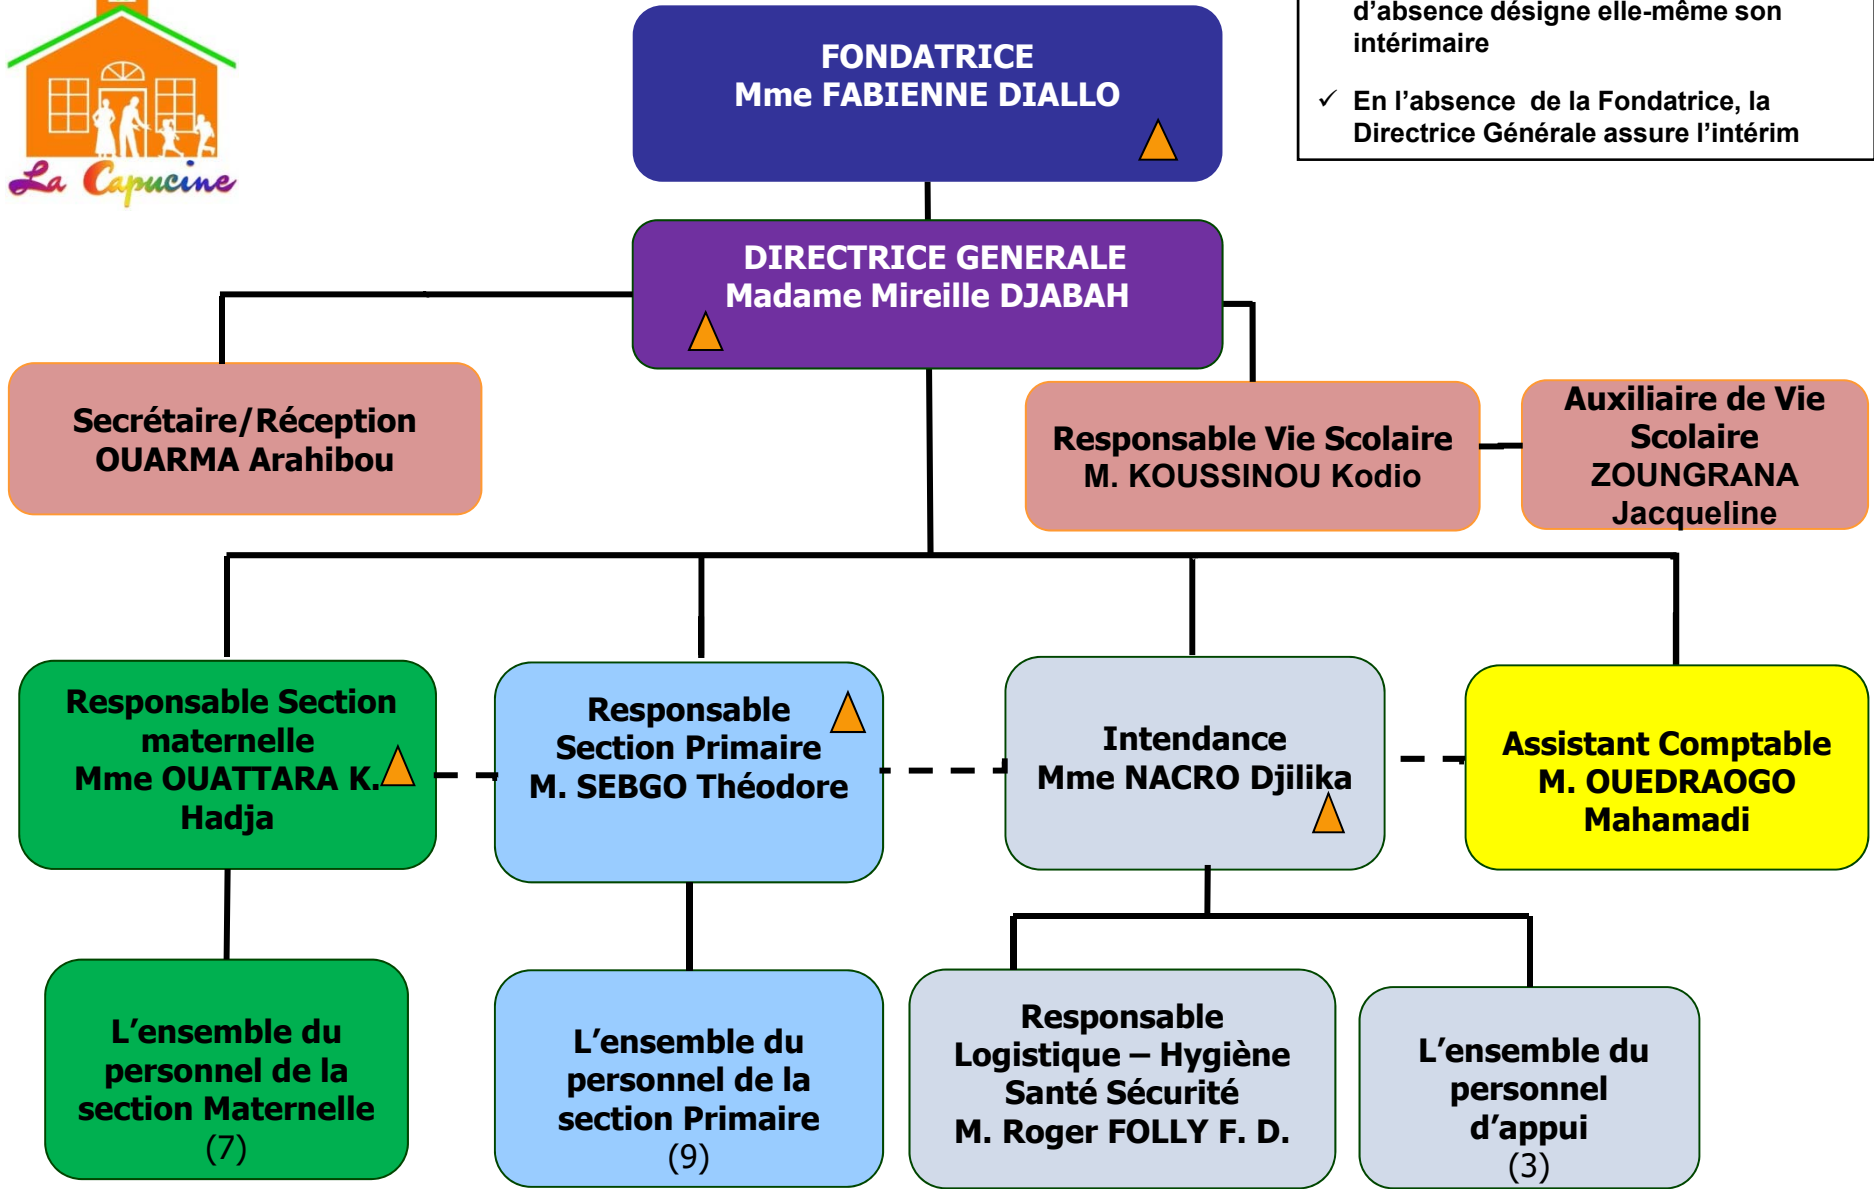 La Capucine
FONDATRICE
Mme FABIENNE DIALLO
d’absence désigne elle-même son
intérimaire
✓ En l’absence de la Fondatrice, la
Directrice Générale assure l’intérim
DIRECTRICE GENERALE
Madame Mireille DJABAH
Secrétaire/Réception
OUARMA Arahibou
Responsable Vie Scolaire
M. KOUSSINOU Kodio
Auxiliaire de Vie
Scolaire
ZOUNGRANA
Jacqueline
Responsable Section
maternelle
Mme OUATTARA K.
Hadja
Responsable
Section Primaire
M. SEBGO Théodore
Intendance
Mme NACRO Djilika
Assistant Comptable
M. OUEDRAOGO
Mahamadi
L’ensemble du
personnel de la
section Maternelle
(7)
L’ensemble du
personnel de la
section Primaire
(9)
Responsable
Logistique – Hygiène
Santé Sécurité
M. Roger FOLLY F. D.
L’ensemble du
personnel
d’appui
(3)